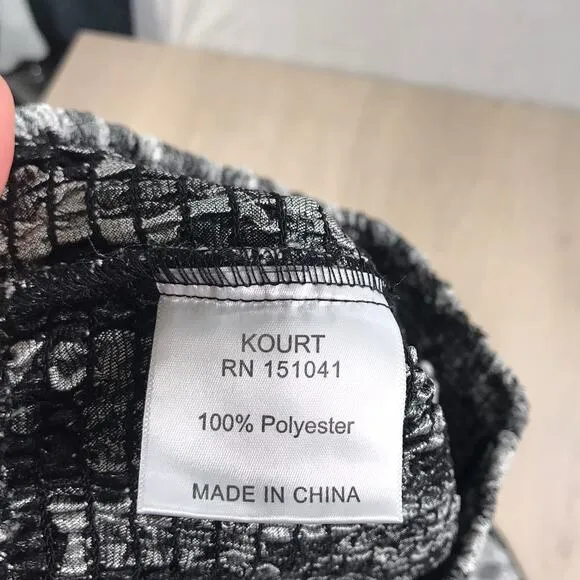 KOURT
RN 151041
100% Polyester
MADE IN CHINA